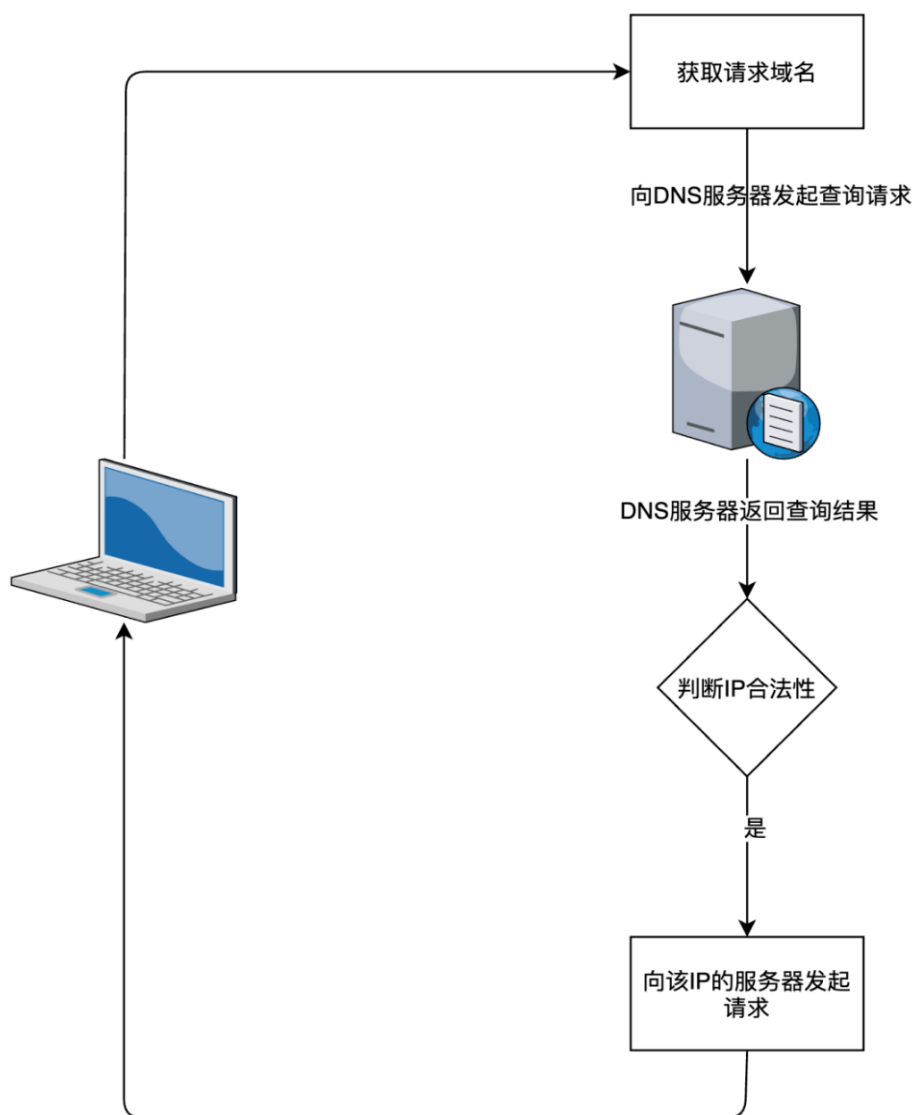 获取请求域名
向DNS服务器发起查询请求
DNS服务器返回查询结果
判断IP合法性
是
向该IP的服务器发起
请求